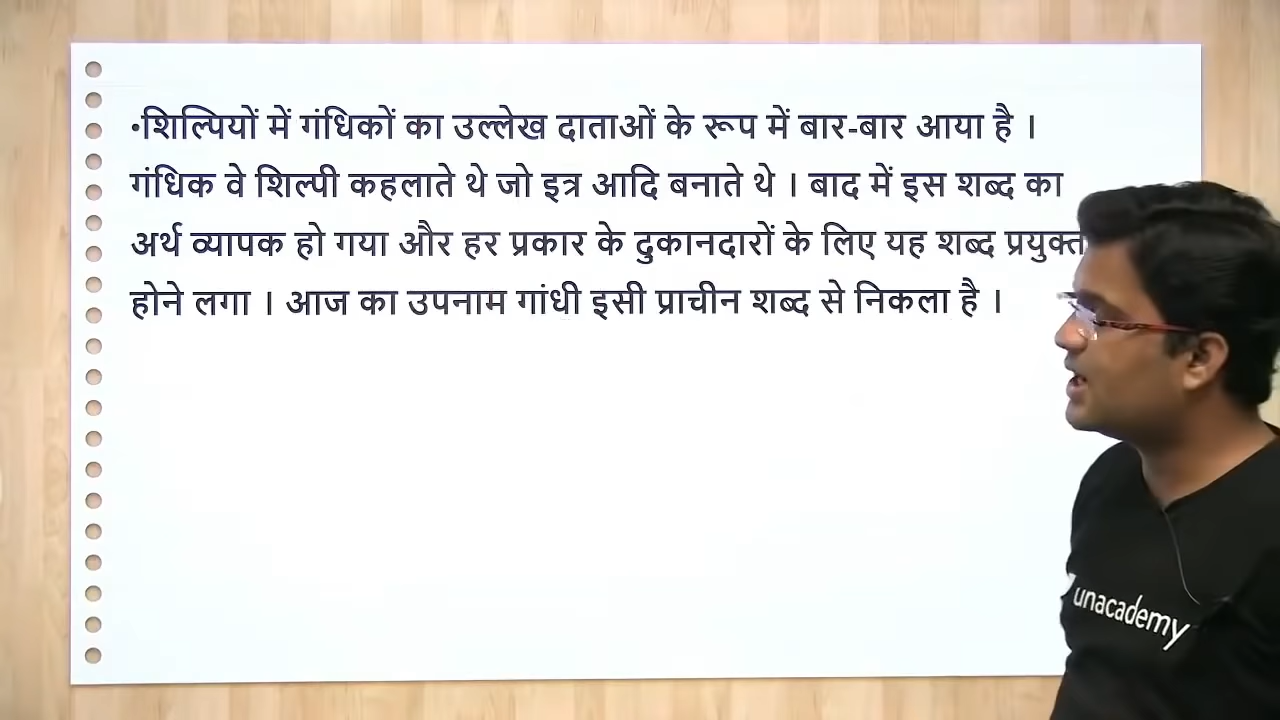 •शिल्पियों में गंधिकों का उल्लेख दाताओं के रूप में बार-बार आया है ।
गंधिक वे शिल्पी कहलाते थे जो इत्र आदि बनाते थे । बाद में इस शब्द का
अर्थ व्यापक हो गया और हर प्रकार के दुकानदारों के लिए यह शब्द प्रयुक्त
होने लगा । आज का उपनाम गांधी इसी प्राचीन शब्द से निकला है ।
unacademy